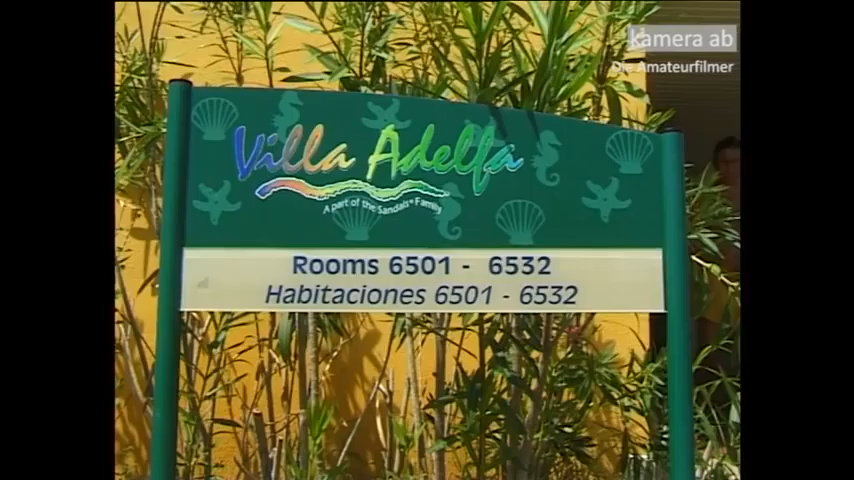 kamera ab
Die Amateurfilmer
Villa Adelfa
A part of the Sandals® Family
Rooms 6501 - 6532
Habitaciones 6501 - 6532